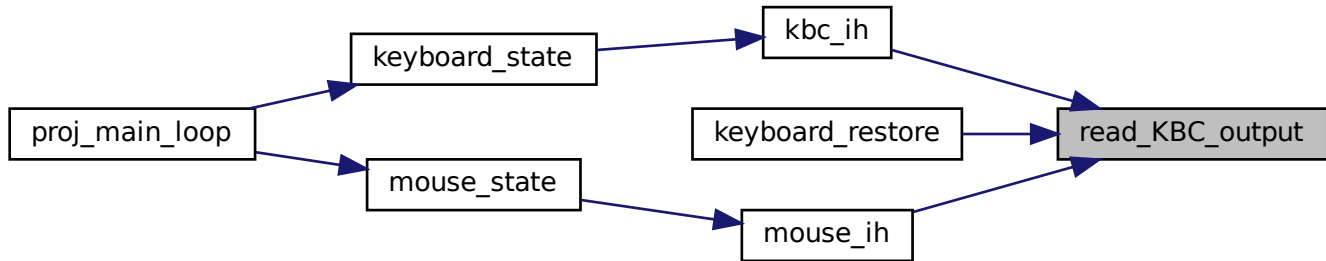 kbc_ih
keyboard_state
proj_main_loop
keyboard_restore
read_KBC_output
mouse_state
mouse_ih